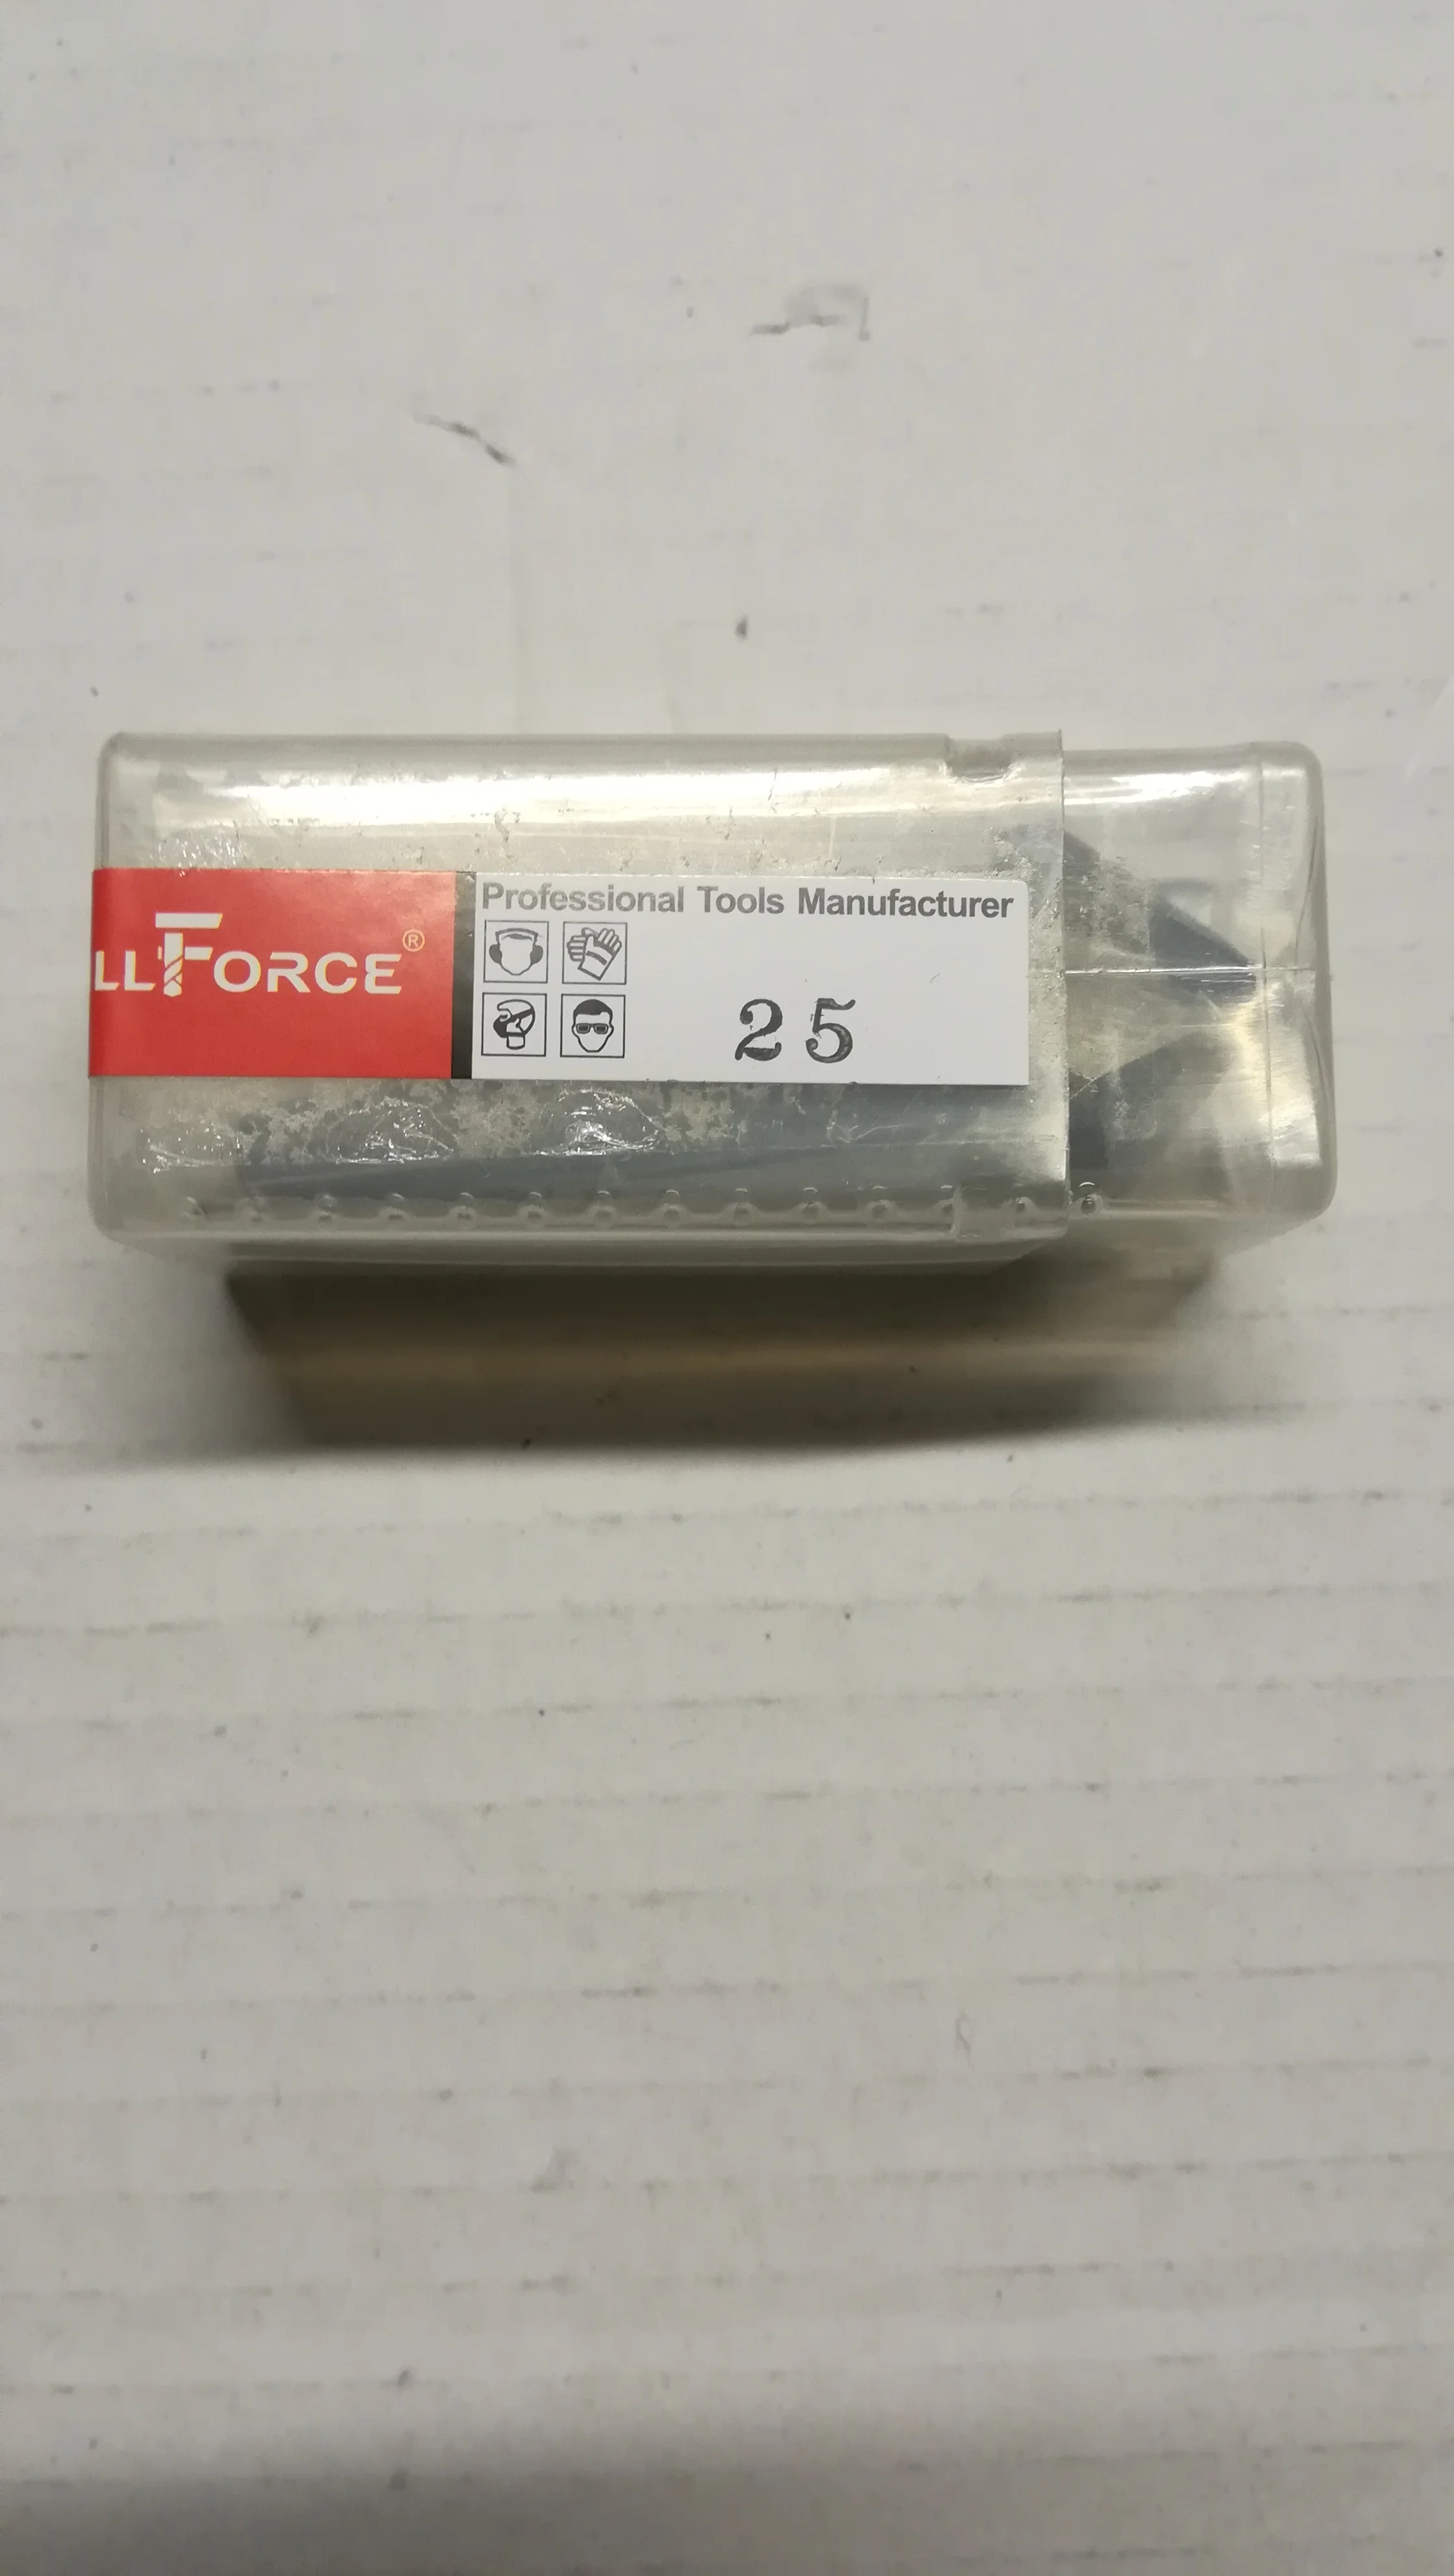 Professional Tools Manufacturer
LLFORCE®
25